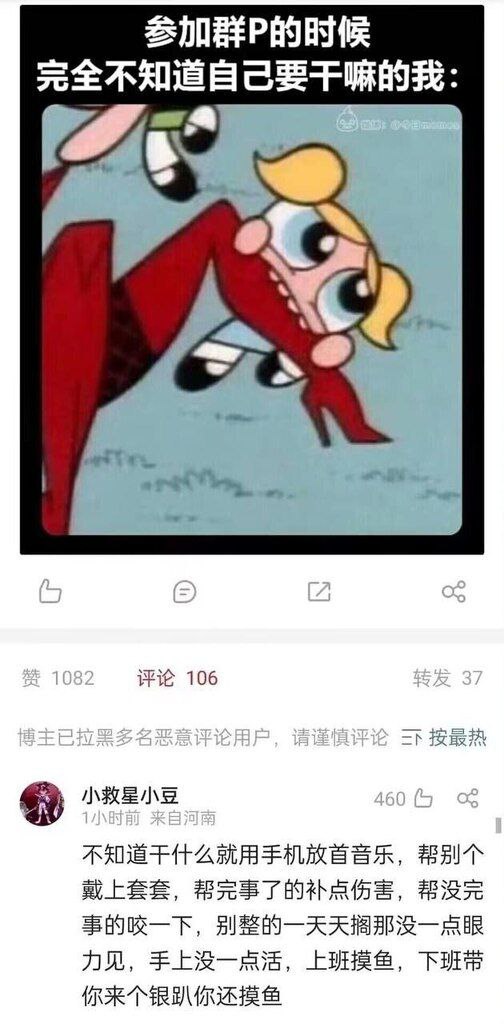 参加群P的时候
完全不知道自己要干嘛的我：
赞 1082
评论 106
转发 37
博主已拉黑多名恶意评论用户，请谨慎评论
按最热
小救星小豆
460
1小时前 来自河南
不知道干什么就用手机放首音乐，帮别个
戴上套套，帮完事了的补点伤害，帮没完
事的咬一下，别整的一天天搁那没一点眼
力见，手上没一点活，上班摸鱼，下班带
你来个银趴你还摸鱼